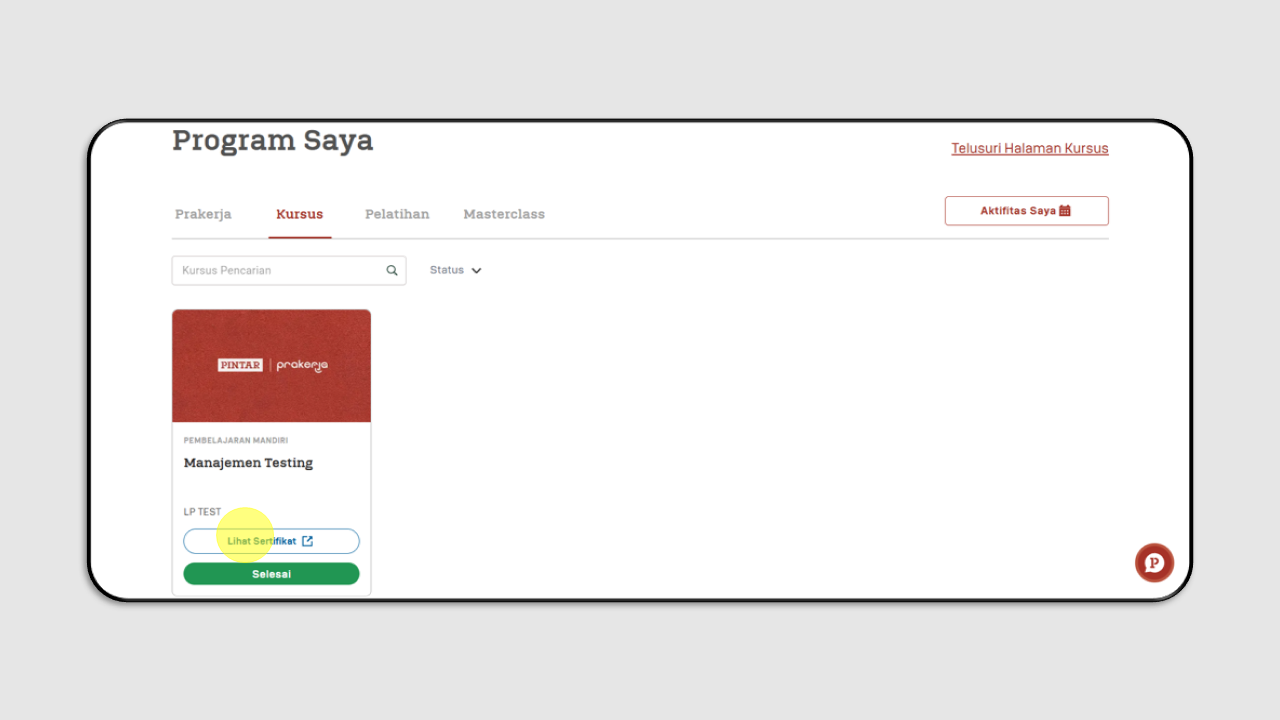 Program Saya
Telusuri Halaman Kursus
Prakerja Kursus Pelatihan Masterclass
Aktifitas Saya
Kursus Pencarian
Status
PINTAR | prakerja
PEMBELAJARAN MANDIRI
Manajemen Testing
LP TEST
Lihat Sertifikat
Selesai
P